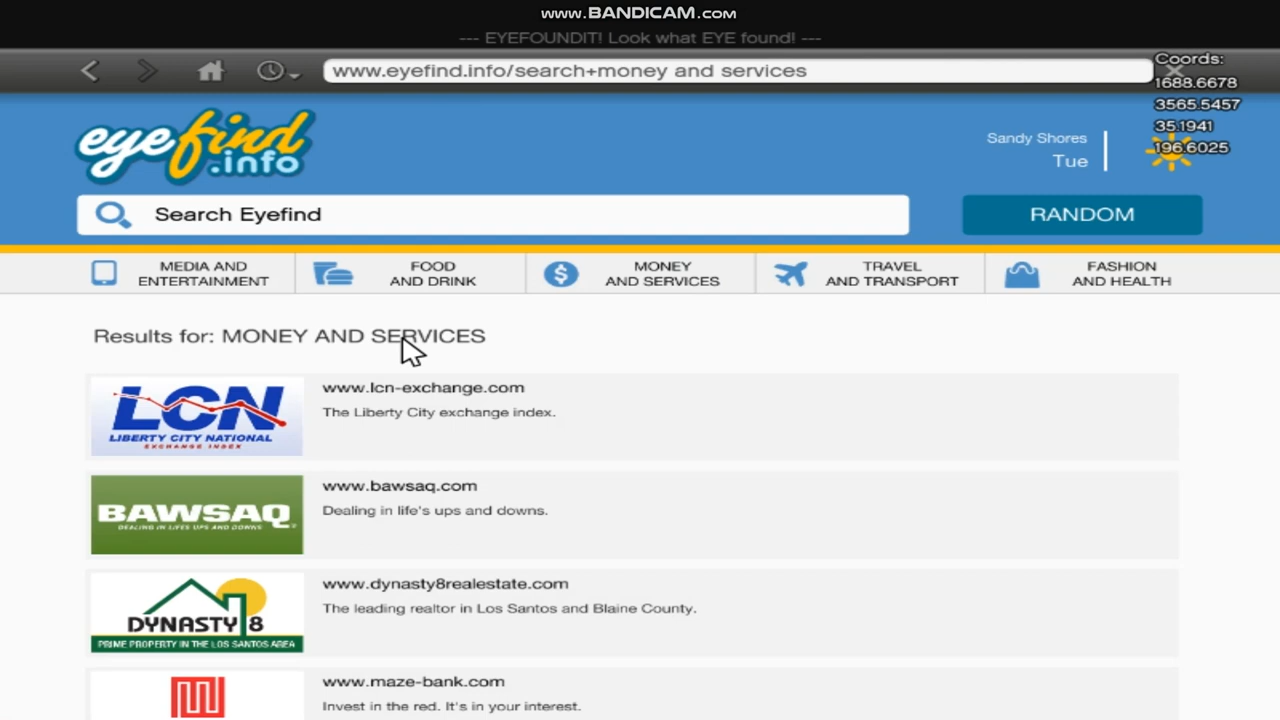 www.BANDICAM.com
--- EYEFOUNDIT! Look what EYE found! ---
www.eyefind.info/search+money and services
Coords:
1688.6678
3565.5457
35.1941
196.6025
eyefind
.info
Sandy Shores
Tue
Search Eyefind
RANDOM
MEDIA AND
ENTERTAINMENT
FOOD
AND DRINK
MONEY
AND SERVICES
TRAVEL
AND TRANSPORT
FASHION
AND HEALTH
Results for: MONEY AND SERVICES
LCN
LIBERTY CITY NATIONAL
EXCHANGE INDEX
www.lcn-exchange.com
The Liberty City exchange index.
BAWSAQ
DEALING IN LIFE'S UPS AND DOWNS
www.bawsaq.com
Dealing in life's ups and downs.
DYNASTY 8
PRIME PROPERTY IN THE LOS SANTOS AREA
www.dynasty8realestate.com
The leading realtor in Los Santos and Blaine County.
www.maze-bank.com
Invest in the red. It's in your interest.